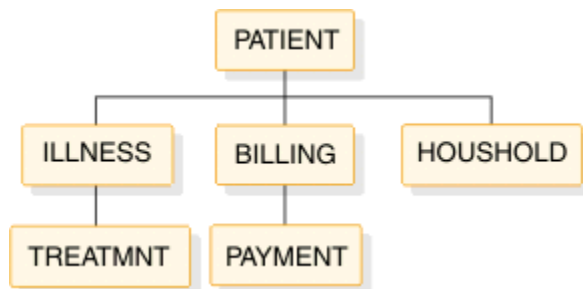 PATIENT
ILLNESS
BILLING
HOUSHOLD
TREATMNT
PAYMENT